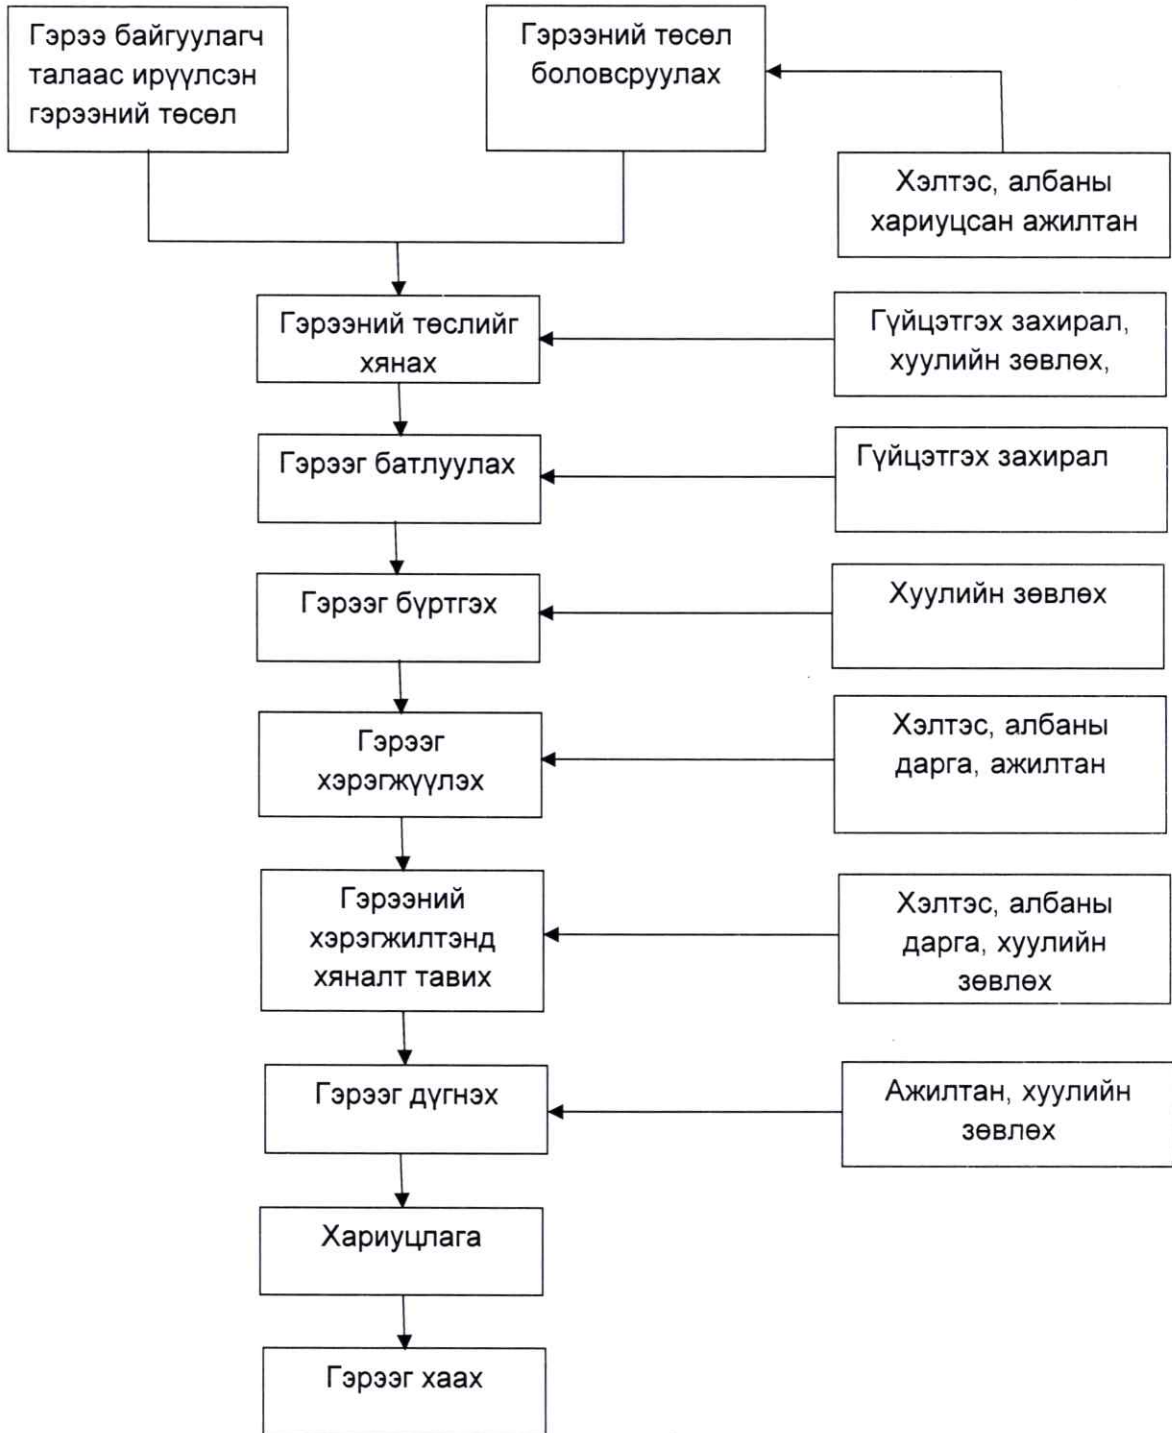 Гэрээ байгуулагч
талаас ирүүлсэн
гэрээний төсөл
Гэрээний төсөл
боловсруулах
Хэлтэс, албаны
хариуцсан ажилтан
Гэрээний төслийг
хянах
Гүйцэтгэх захирал,
хуулийн зөвлөх,
Гэрээг батлуулах
Гүйцэтгэх захирал
Гэрээг бүртгэх
Хуулийн зөвлөх
Гэрээг
хэрэгжүүлэх
Хэлтэс, албаны
дарга, ажилтан
Гэрээний
хэрэгжилтэнд
хяналт тавих
Хэлтэс, албаны
дарга, хуулийн
зөвлөх
Гэрээг дүгнэх
Ажилтан, хуулийн
зөвлөх
Хариуцлага
Гэрээг хаах